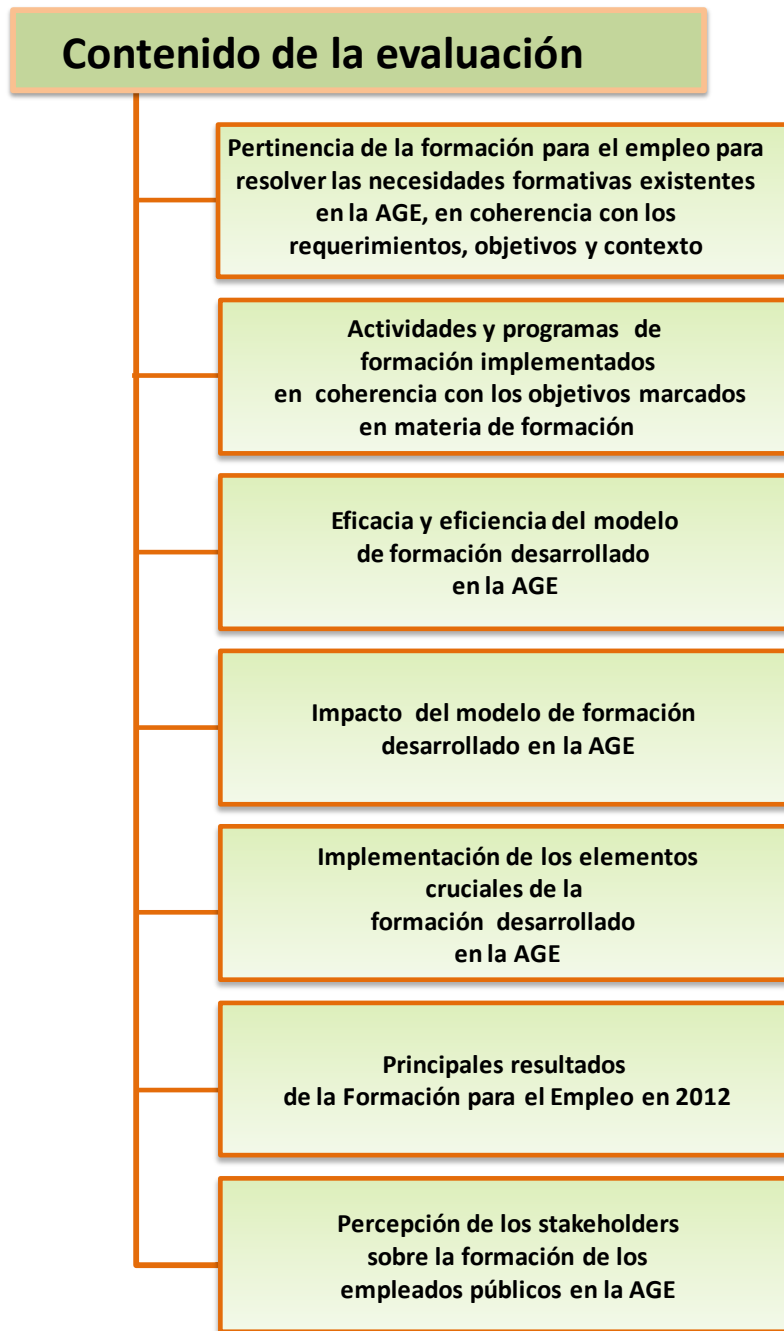 Contenido de la evaluación
Pertinencia de la formación para el empleo para
resolver las necesidades formativas existentes
en la AGE, en coherencia con los
requerimientos, objetivos y contexto
Actividades y programas de
formación implementados
en coherencia con los objetivos marcados
en materia de formación
Eficacia y eficiencia del modelo
de formación desarrollado
en la AGE
Impacto del modelo de formación
desarrollado en la AGE
Implementación de los elementos
cruciales de la
formación desarrollado
en la AGE
Principales resultados
de la Formación para el Empleo en 2012
Percepción de los stakeholders
sobre la formación de los
empleados públicos en la AGE